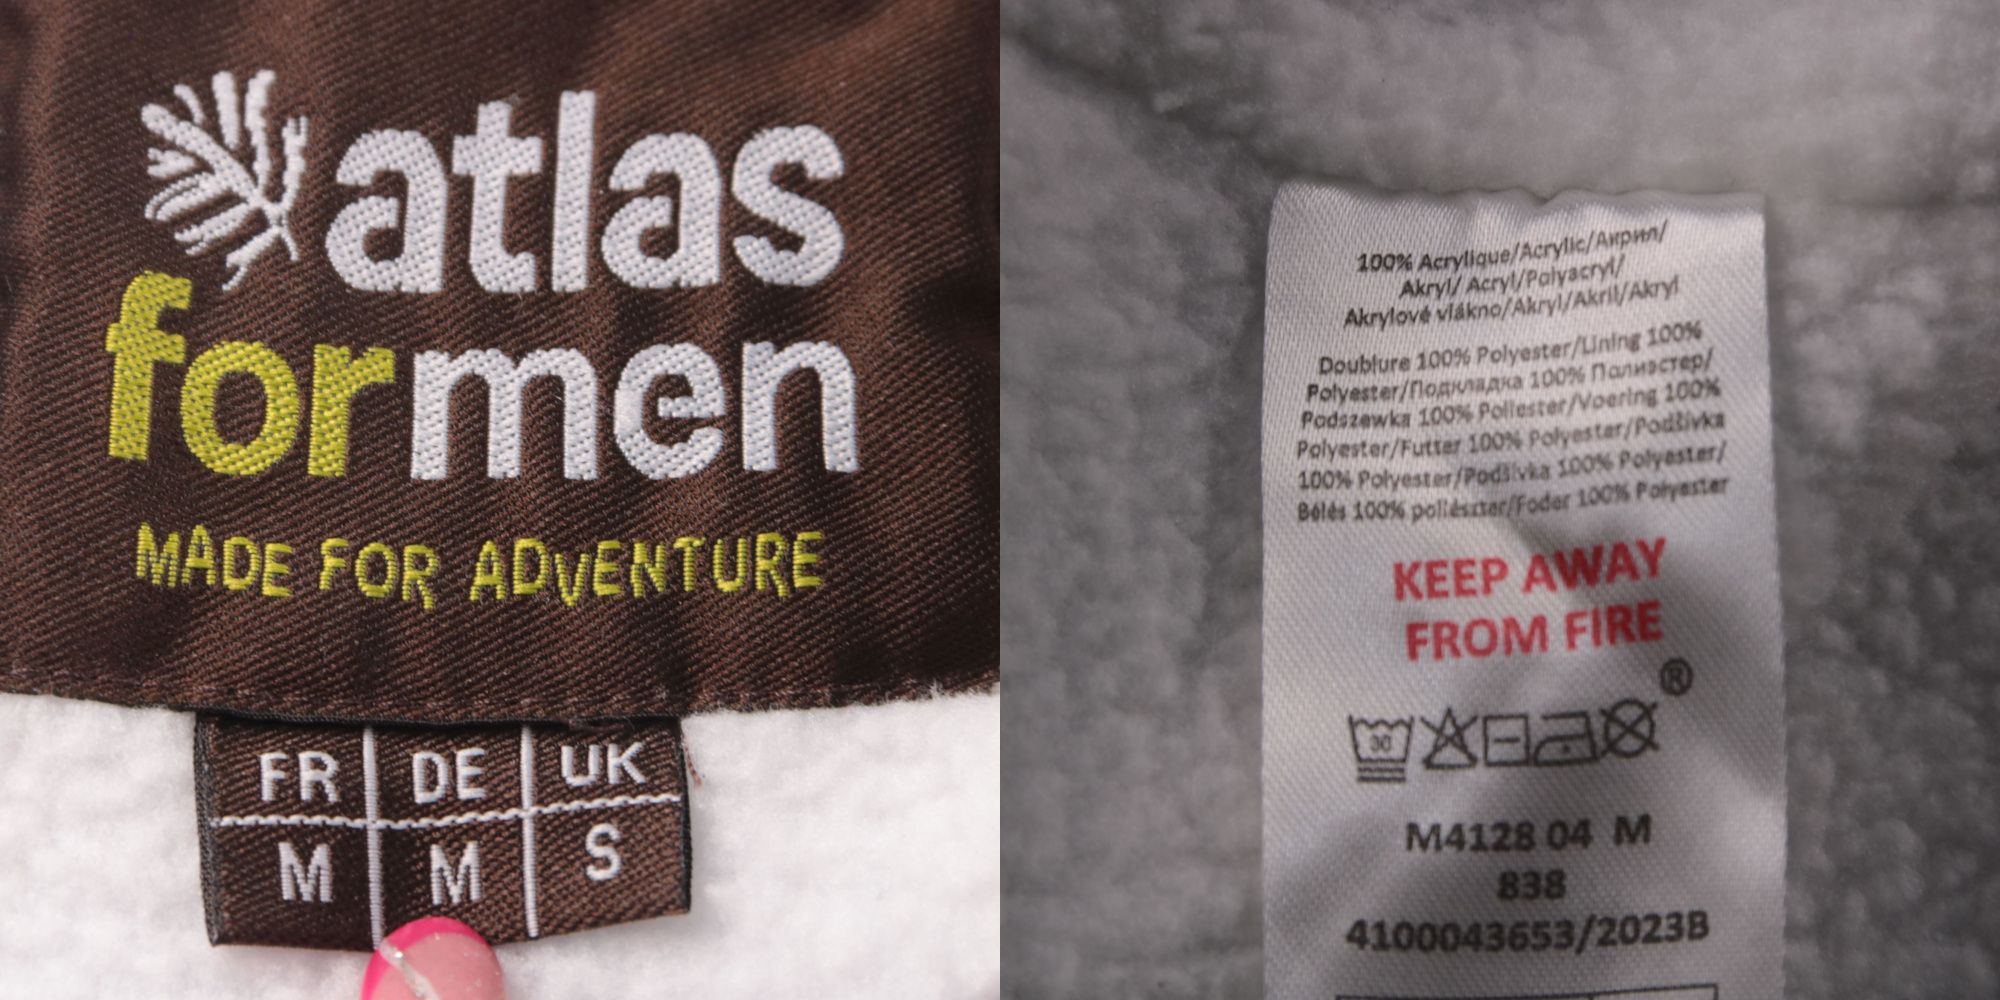 atlas
for men
MADE FOR ADVENTURE
FR DE UK
M M S
100% Acrylique/Acrylic/Акрил/
Akryl/ Acryl/Polyacryl/
Akrylové vlákno/Akryl/Akril/Akryl
Doublure 100% Polyester/Lining 100%
Polyester/Подкладка 100% Полиэстер/
Podszewka 100% Poliester/Voering 100%
Polyester/Futter 100% Polyester/Podšívka
100% Polyester/Podšívka 100% Polyester/
Bélés 100% poliészter/Foder 100% Polyester
KEEP AWAY
FROM FIRE
®
30
M4128 04 M
838
4100043653/2023B